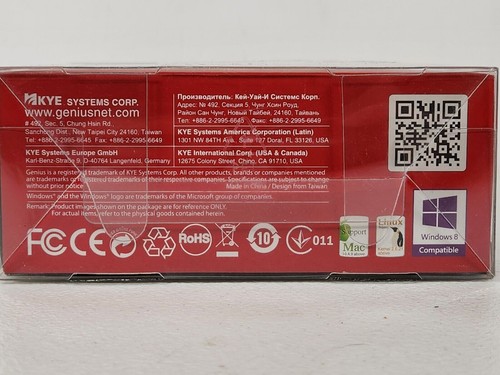 KYE SYSTEMS CORP.
www.geniusnet.com
# 492, Sec. 5, Chung Hsin Rd.,
Sanchong Dist., New Taipei City 24160, Taiwan
Tel: +886-2-2995-6645 Fax: +886-2-2995-6649
KYE Systems Europe GmbH
Karl-Benz-Straße 9, D-40764 Langenfeld, Germany
Производитель: Кей-Уай-И Системс Корп.
Адрес: № 492, Секция 5, Чунг Хсин Роуд,
Район Сан Чунг, Новый Тайбей, 24160, Тайвань
Тел: +886-2-2995-6645 Факс: +886-2-2995-6649
KYE Systems America Corporation (Latin)
1301 NW 84TH Ave. Suite 127 Doral, FL 33126, USA
KYE International Corp. (USA & Canada)
12675 Colony Street, Chino, CA 91710, USA
Genius is a registered trademark of KYE Systems Corp. All other products, brands or companies mentioned
are trademarks or registered trademarks of their respective companies. Specifications are subject to change
without prior notice. Made in China / Design from Taiwan
Windows® and the Windows® logo are trademarks of the Microsoft group of companies.
Remark: Product images shown in the package are for reference ONLY.
For actual items, refer to the physical goods contained herein.
FC CE RoHS 10 011
Support
Mac
Linux
Windows 8
Compatible